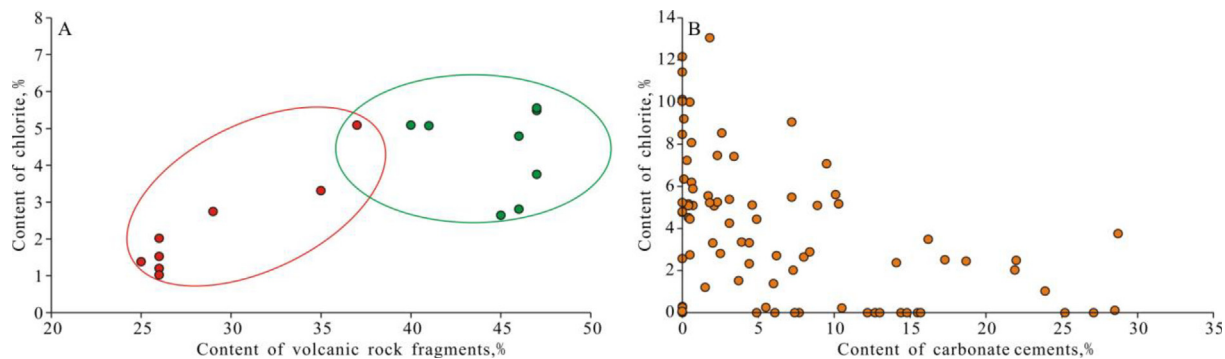 A
8
7
6
5
4
3
2
1
0
20 25 30 35 40 45 50
Content of chlorite, %
Content of volcanic rock fragments,%
B
14
12
10
8
6
4
2
0
0 5 10 15 20 25 30 35
Content of chlorite, %
Content of carbonate cements,%